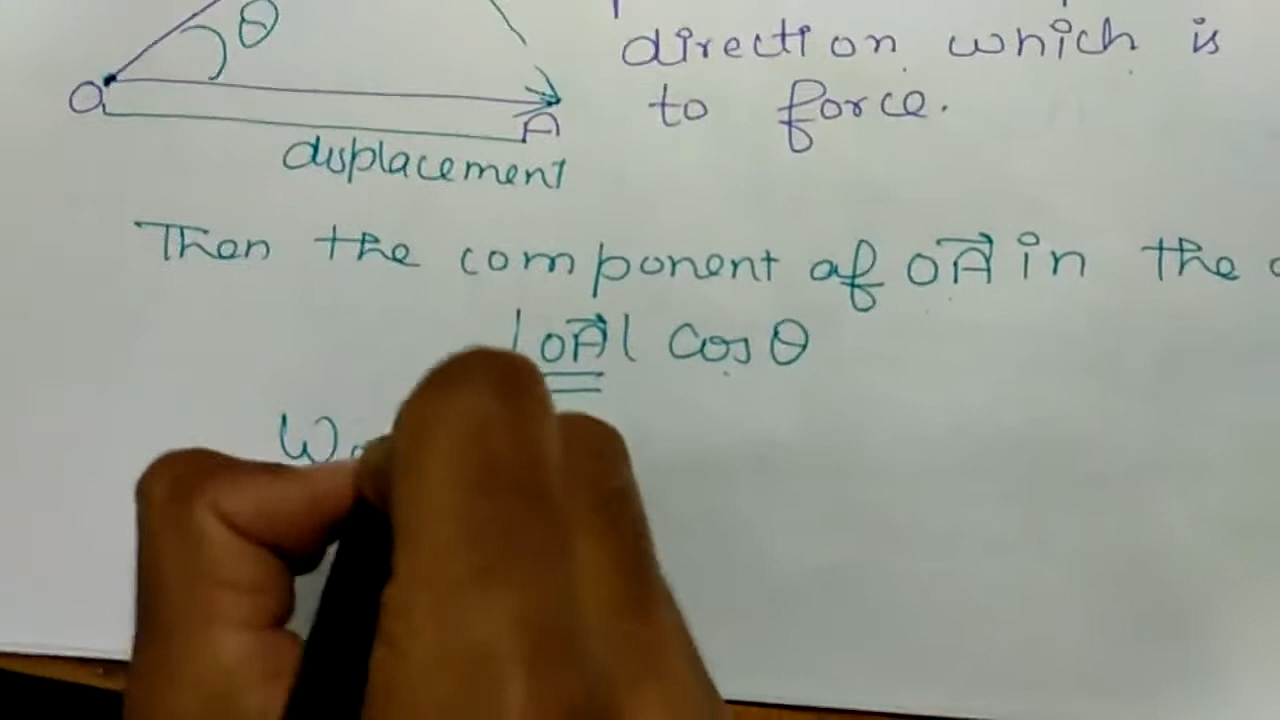 θ
direction which is
O
to force.
A
displacement
Then the component of OA⃗ in the
|OA⃗| cos θ